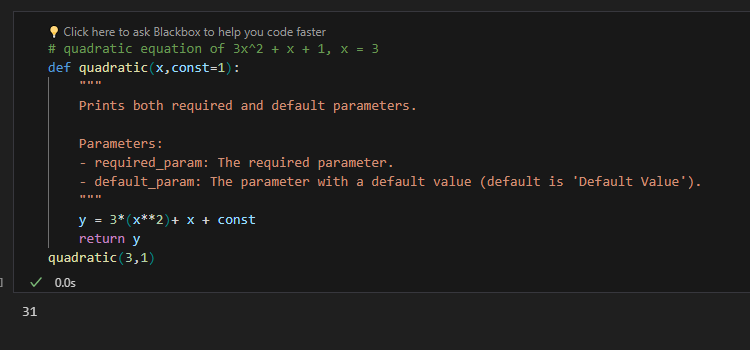 Click here to ask Blackbox to help you code faster
# quadratic equation of 3x^2 + x + 1, x = 3
def quadratic(x,const=1):
    """
    Prints both required and default parameters.

    Parameters:
    - required_param: The required parameter.
    - default_param: The parameter with a default value (default is 'Default Value').
    """
    y = 3*(x**2)+ x + const
    return y
quadratic(3,1)
]
0.0s
31